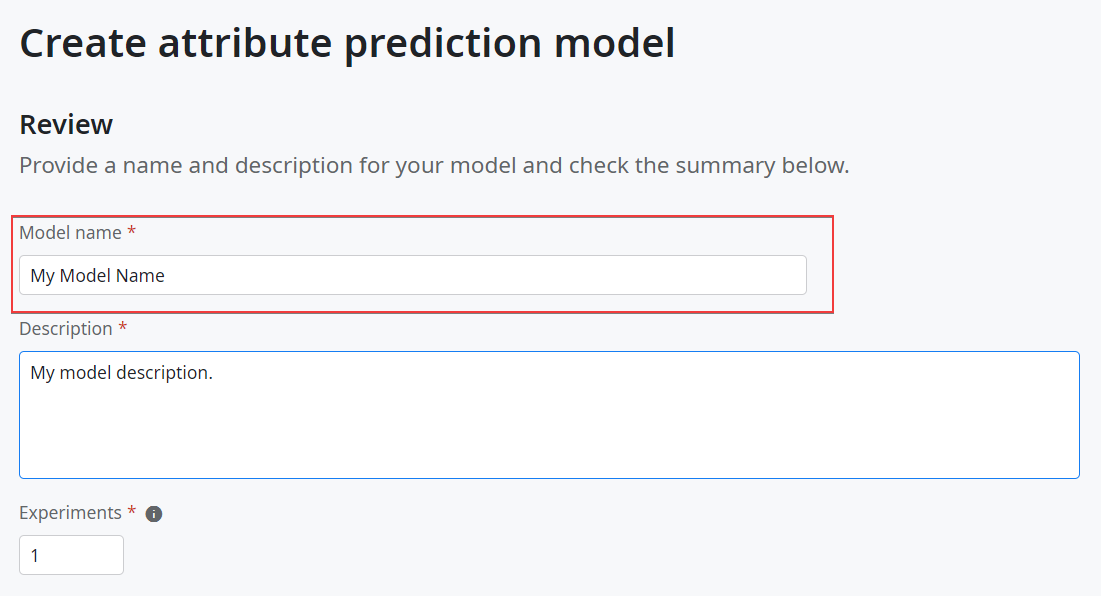 Create attribute prediction model
Review
Provide a name and description for your model and check the summary below.
Model name *
My Model Name
Description *
My model description.
Experiments *
1